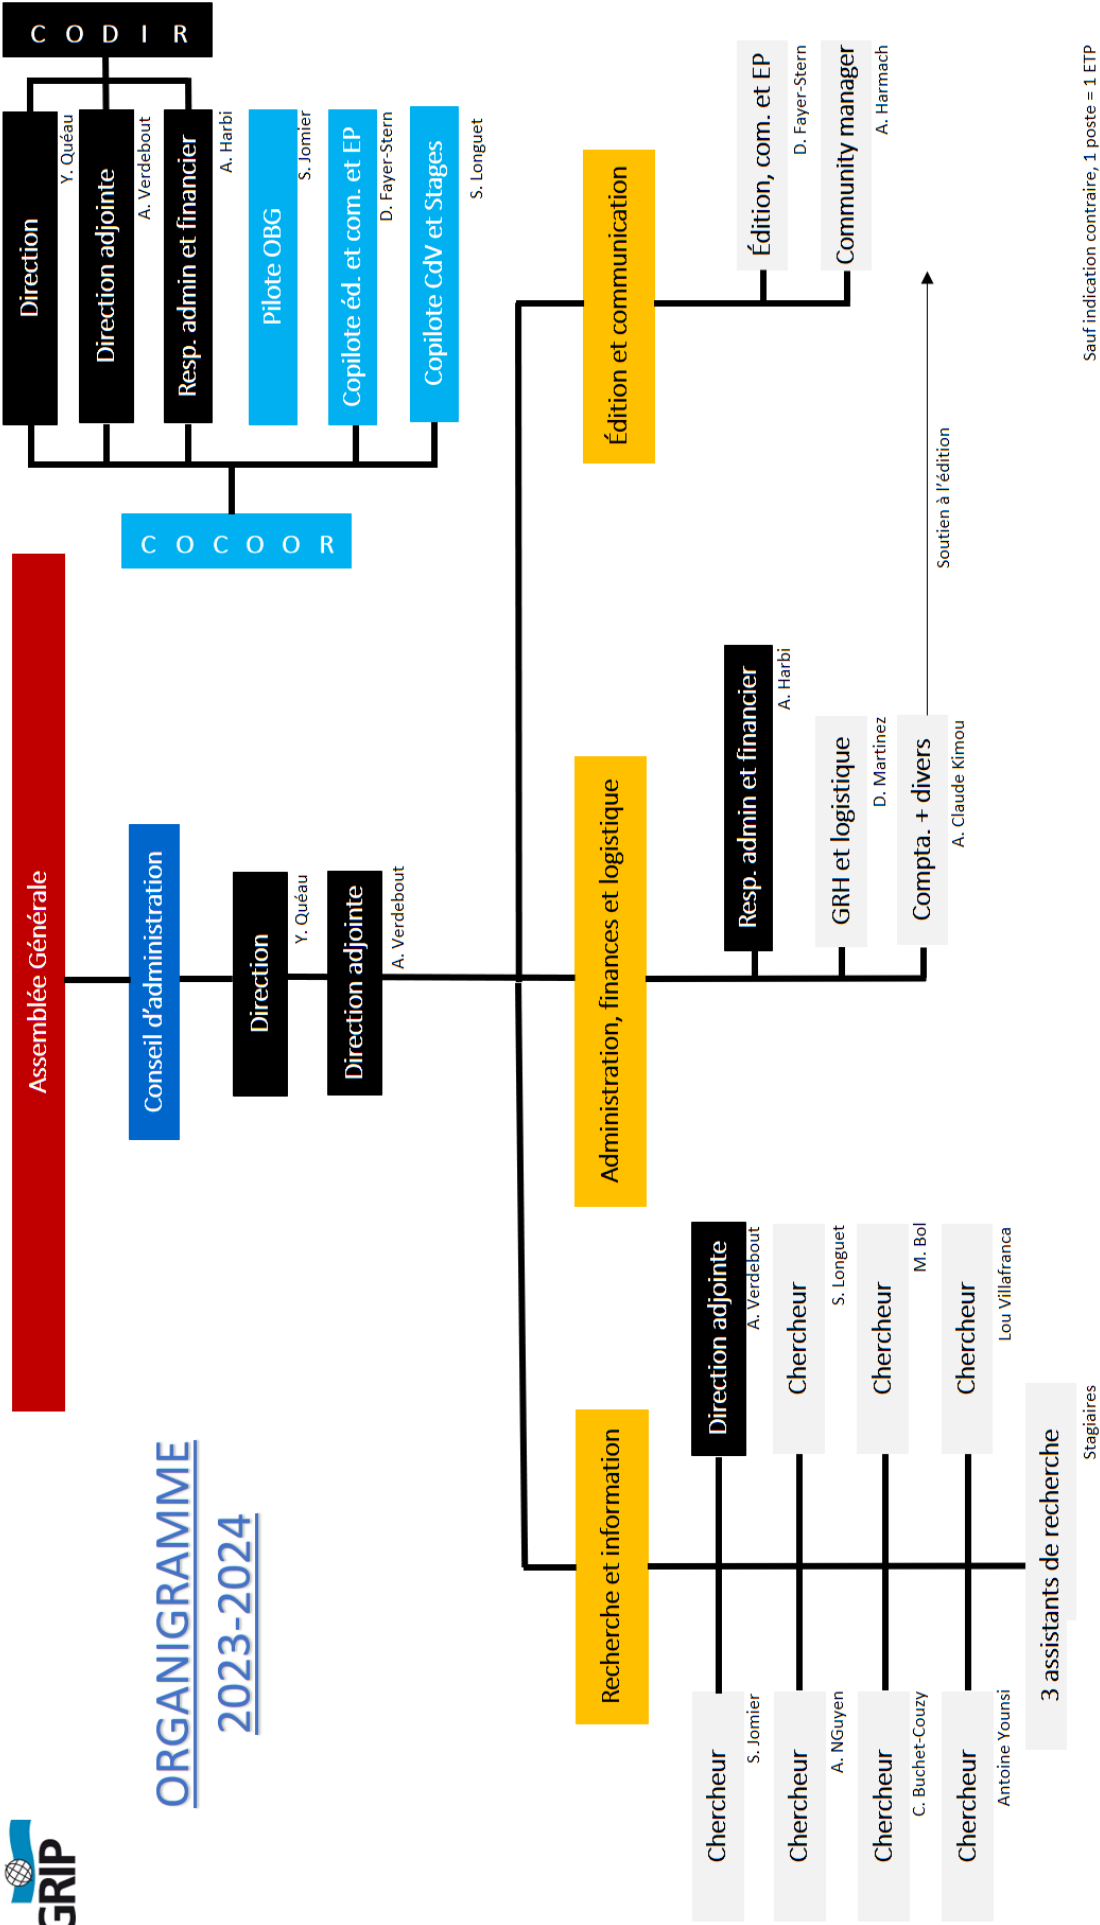 GRIP
ORGANIGRAMME
2023-2024
Assemblée Générale
Conseil d'administration
Direction
Y. Quéau
Direction adjointe
A. Verdebout
C O D I R
Direction
Y. Quéau
Direction adjointe
A. Verdebout
Resp. admin et financier
A. Harbi
Pilote OBG
S. Jomier
Copilote éd. et com. et EP
D. Fayer-Stern
Copilote CdV et Stages
S. Longuet
C O C O O R
Recherche et information
Direction adjointe
A. Verdebout
Chercheur
S. Jomier
Chercheur
S. Longuet
Chercheur
A. NGuyen
Chercheur
M. Bol
Chercheur
C. Buchet-Couzy
Chercheur
Lou Villafranca
Chercheur
Antoine Younsi
3 assistants de recherche
Stagiaires
Administration, finances et logistique
Resp. admin et financier
A. Harbi
GRH et logistique
D. Martinez
Compta. + divers
A. Claude Kimou
Soutien à l'édition
Édition et communication
Édition, com. et EP
D. Fayer-Stern
Community manager
A. Harmach
Sauf indication contraire, 1 poste = 1 ETP